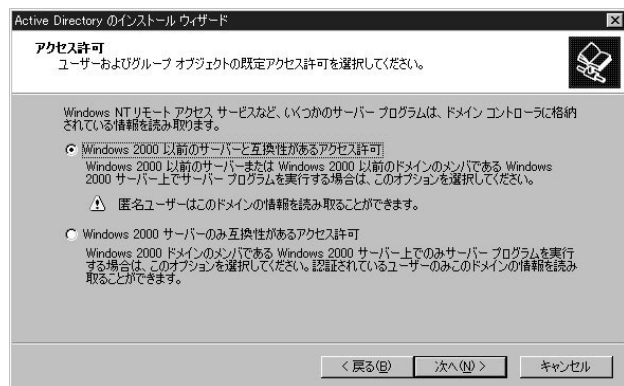 Active Directory のインストール ウィザード
アクセス許可
ユーザーおよびグループ オブジェクトの既定アクセス許可を選択してください。
Windows NT リモート アクセス サービスなど、いくつかのサーバー プログラムは、ドメイン コントローラに格納
されている情報を読み取ります。
Windows 2000 以前のサーバーと互換性があるアクセス許可
Windows 2000 以前のサーバーまたは Windows 2000 以前のドメインのメンバである Windows
2000 サーバー上でサーバー プログラムを実行する場合は、このオプションを選択してください。
匿名ユーザーはこのドメインの情報を読み取ることができます。
Windows 2000 サーバーのみ互換性があるアクセス許可
Windows 2000 ドメインのメンバである Windows 2000 サーバー上でのみサーバー プログラムを実行
する場合は、このオプションを選択してください。認証されているユーザーのみこのドメインの情報を読み
取ることができます。
< 戻る(B) 次へ(N) > キャンセル